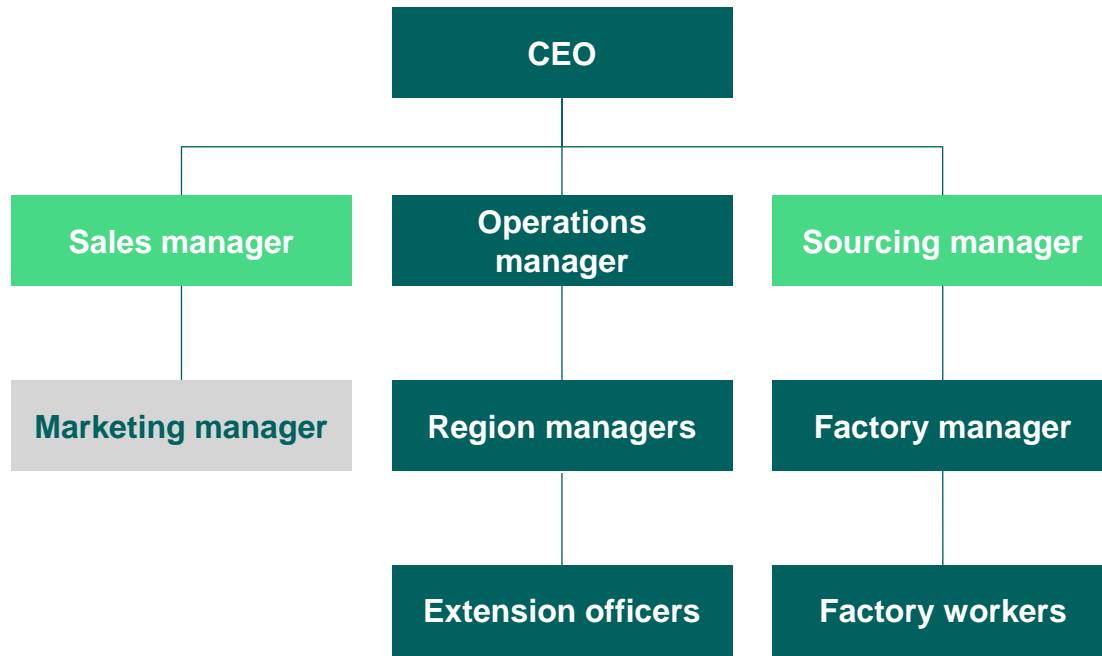 CEO
Sales manager
Operations
manager
Sourcing manager
Marketing manager
Region managers
Factory manager
Extension officers
Factory workers